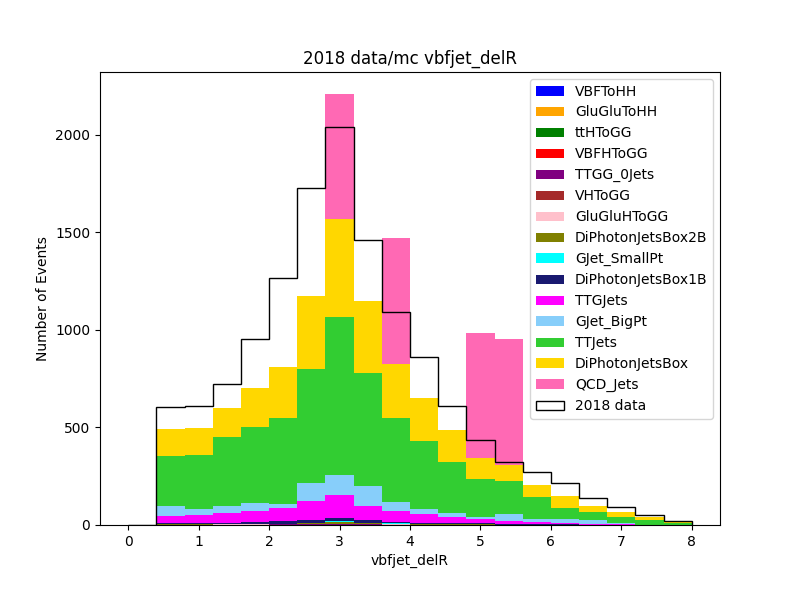 2018 data/mc vbfjet_delR
Number of Events
2000
1500
1000
500
0
0 1 2 3 4 5 6 7 8
vbfjet_delR
VBFToHH
GluGluToHH
ttHToGG
VBFHToGG
TTGG_0Jets
VHToGG
GluGluHToGG
DiPhotonJetsBox2B
GJet_SmallPt
DiPhotonJetsBox1B
TTGJets
GJet_BigPt
TTJets
DiPhotonJetsBox
QCD_Jets
2018 data